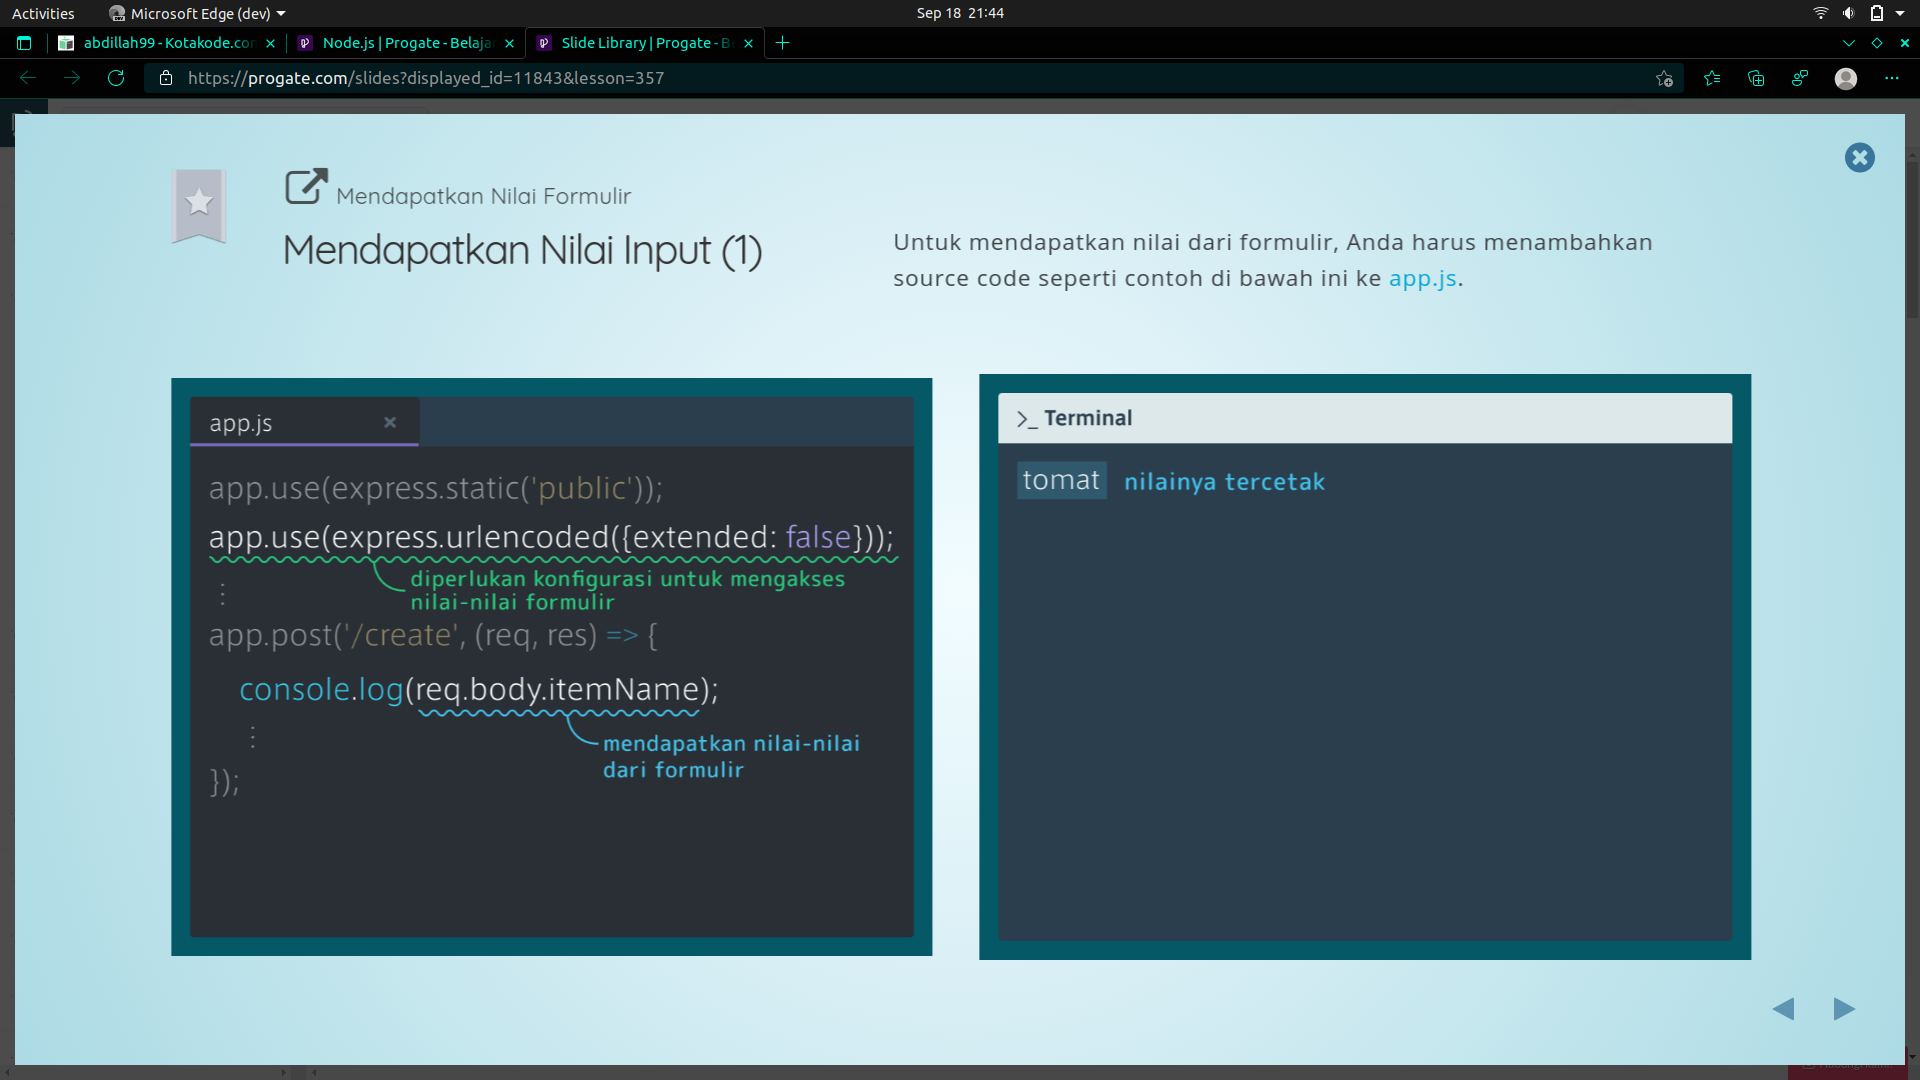 Activities
Microsoft Edge (dev)
Sep 18 21:44
abdillah99 - Kotakode.con
Node.js | Progate - Belaja
Slide Library | Progate - B
https://progate.com/slides?displayed_id=11843&lesson=357
Mendapatkan Nilai Formulir
Mendapatkan Nilai Input (1)
Untuk mendapatkan nilai dari formulir, Anda harus menambahkan
source code seperti contoh di bawah ini ke app.js.
app.js
app.use(express.static('public'));
app.use(express.urlencoded({extended: false}));
diperlukan konfigurasi untuk mengakses
nilai-nilai formulir
app.post('/create', (req, res) => {
console.log(req.body.itemName);
mendapatkan nilai-nilai
dari formulir
});
>_ Terminal
tomat nilainya tercetak